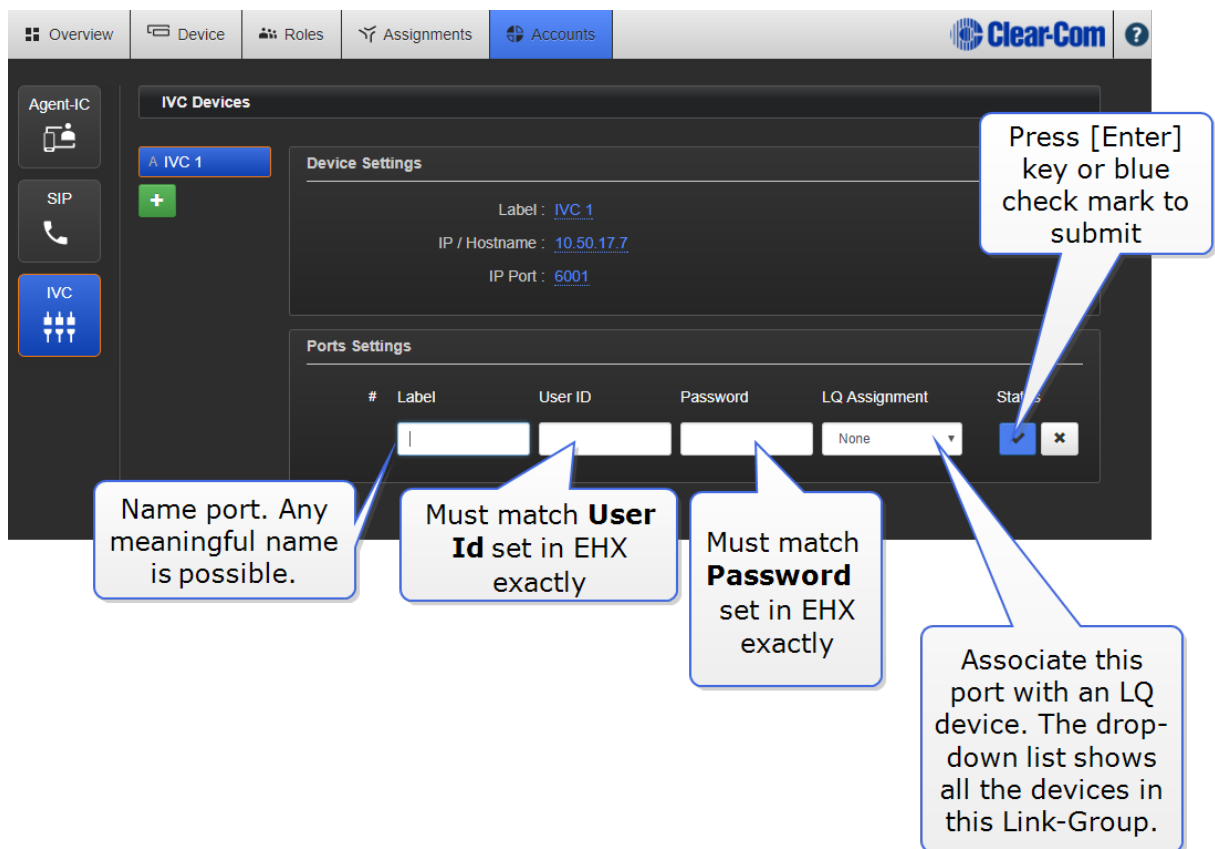 Overview Device Roles Assignments Accounts Clear-Com ?
Agent-IC
IVC Devices
A IVC 1
Device Settings
SIP
+
Label : IVC 1
IP / Hostname : 10.50.17.7
IP Port : 6001
IVC
Ports Settings
# Label User ID Password LQ Assignment Status
None
Press [Enter]
key or blue
check mark to
submit
Name port. Any
meaningful name
is possible.
Must match User
Id set in EHX
exactly
Must match
Password
set in EHX
exactly
Associate this
port with an LQ
device. The drop-
down list shows
all the devices in
this Link-Group.